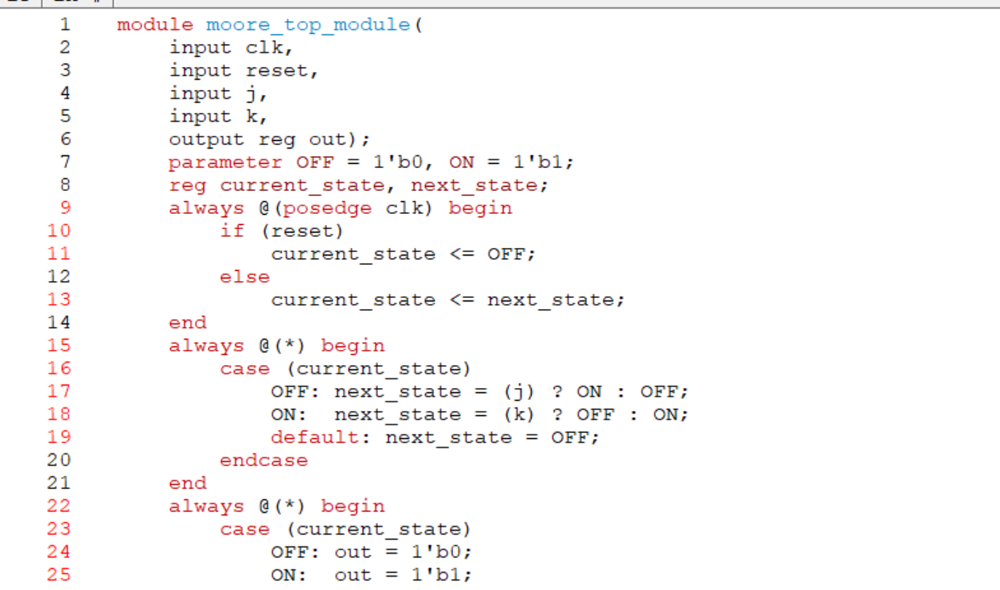 1 module moore_top_module(
2 input clk,
3 input reset,
4 input j,
5 input k,
6 output reg out);
7 parameter OFF = 1'b0, ON = 1'b1;
8 reg current_state, next_state;
9 always @(posedge clk) begin
10 if (reset)
11 current_state <= OFF;
12 else
13 current_state <= next_state;
14 end
15 always @(*) begin
16 case (current_state)
17 OFF: next_state = (j) ? ON : OFF;
18 ON:  next_state = (k) ? OFF : ON;
19 default: next_state = OFF;
20 endcase
21 end
22 always @(*) begin
23 case (current_state)
24 OFF: out = 1'b0;
25 ON:  out = 1'b1;